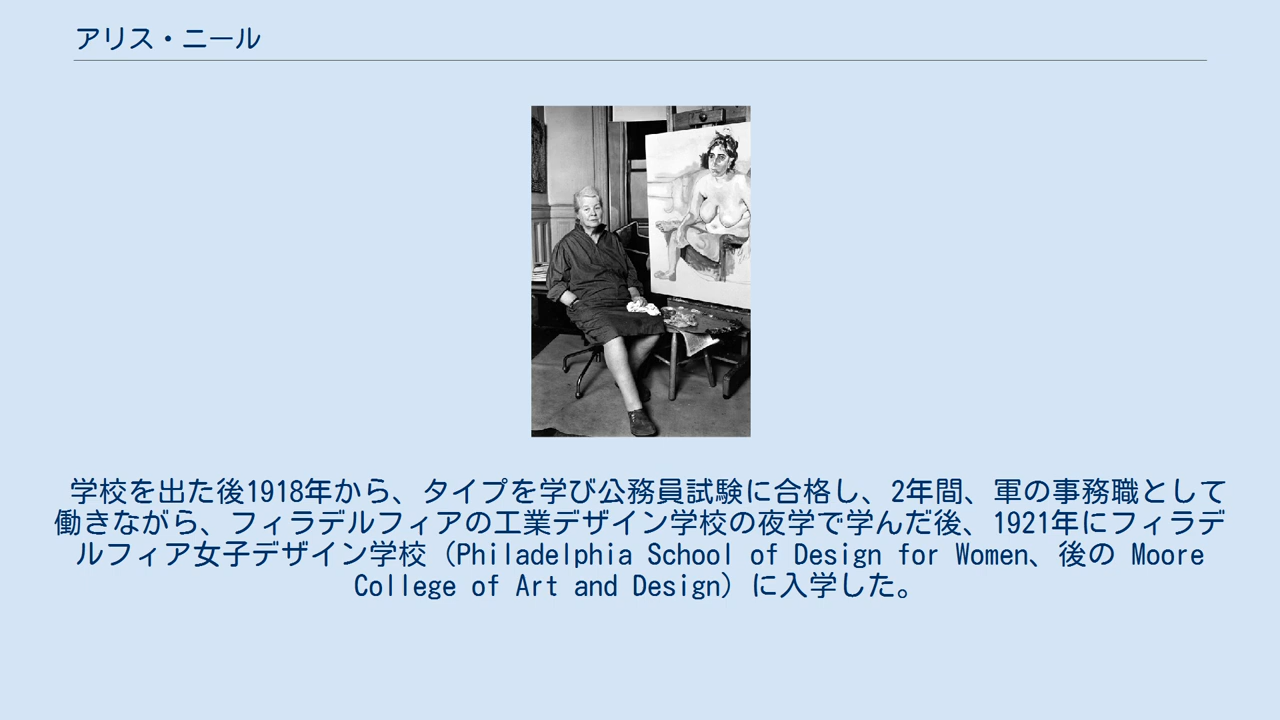 アリス・ニール
学校を出た後1918年から、タイプを学び公務員試験に合格し、2年間、軍の事務職として
働きながら、フィラデルフィアの工業デザイン学校の夜学で学んだ後、1921年にフィラデ
ルフィア女子デザイン学校（Philadelphia School of Design for Women、後の Moore
College of Art and Design）に入学した。